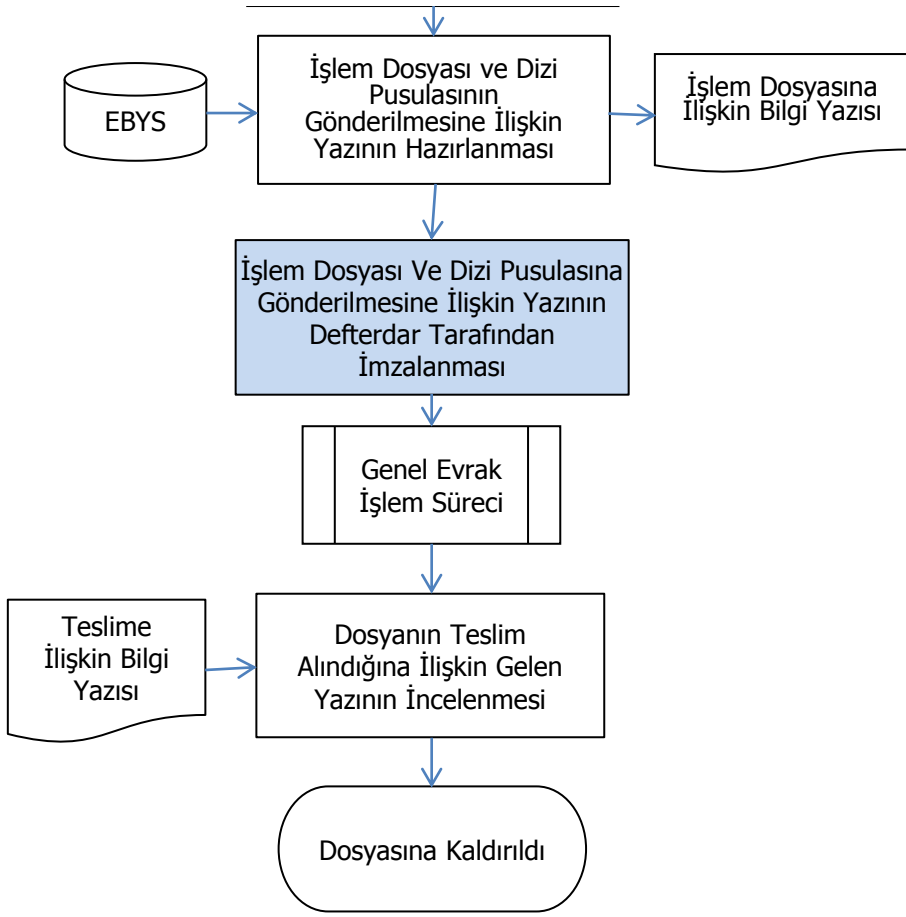 İşlem Dosyası ve Dizi
Pusulasının
Gönderilmesine İlişkin
Yazının Hazırlanması
EBYS
İşlem Dosyasına
İlişkin Bilgi Yazısı
İşlem Dosyası Ve Dizi Pusulasına
Gönderilmesine İlişkin Yazının
Defterdar Tarafından
İmzalanması
Genel Evrak
İşlem Süreci
Teslime
İlişkin Bilgi
Yazısı
Dosyanın Teslim
Alındığına İlişkin Gelen
Yazının İncelenmesi
Dosyasına Kaldırıldı